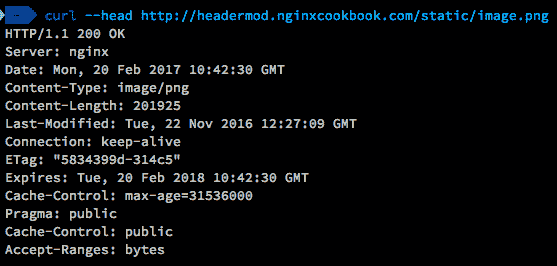 ~ curl --head http://headermod.nginxcookbook.com/static/image.png
HTTP/1.1 200 OK
Server: nginx
Date: Mon, 20 Feb 2017 10:42:30 GMT
Content-Type: image/png
Content-Length: 201925
Last-Modified: Tue, 22 Nov 2016 12:27:09 GMT
Connection: keep-alive
ETag: "5834399d-314c5"
Expires: Tue, 20 Feb 2018 10:42:30 GMT
Cache-Control: max-age=31536000
Pragma: public
Cache-Control: public
Accept-Ranges: bytes